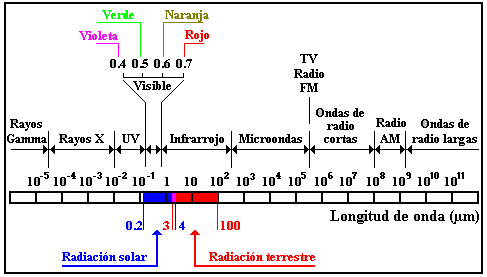 Verde Naranja
Violeta Rojo
0.4 0.5 0.6 0.7
Visible
TV
Radio
FM
Rayos
Gamma
Rayos X
UV
Infrarrojo
Microondas
Ondas de
radio
cortas
Radio
AM
Ondas de
radio largas
10⁻⁵ 10⁻⁴ 10⁻³ 10⁻² 10⁻¹ 1 10 10² 10³ 10⁴ 10⁵ 10⁶ 10⁷ 10⁸ 10⁹ 10¹⁰ 10¹¹
0.2 3 4 100
Longitud de onda (µm)
Radiación solar Radiación terrestre